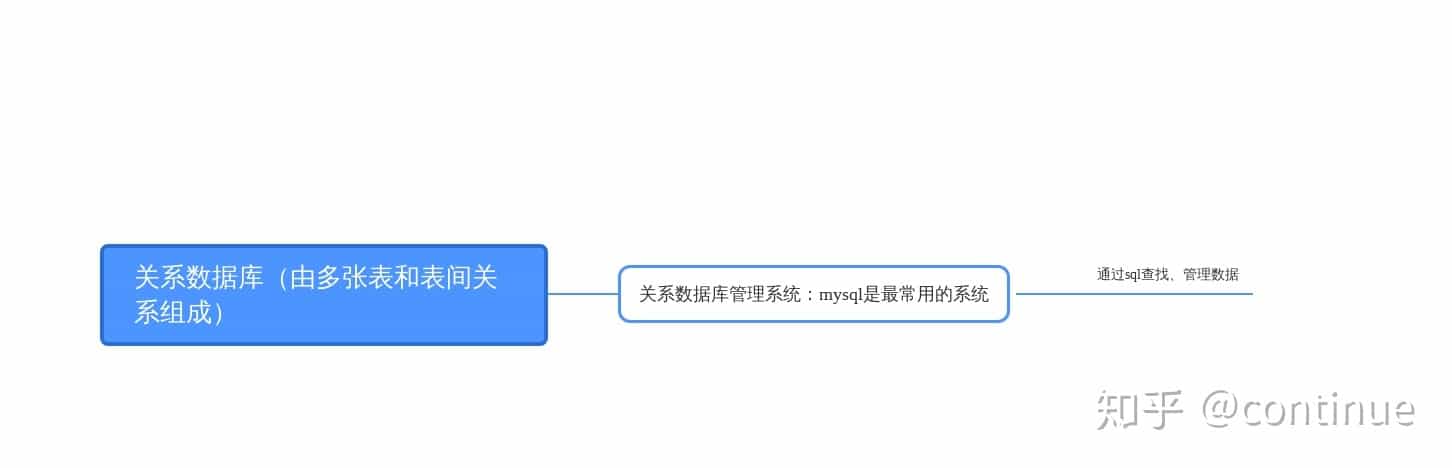 关系数据库（由多张表和表间关
系组成）
关系数据库管理系统：mysql是最常用的系统
通过sql查找、管理数据
知乎 @continue